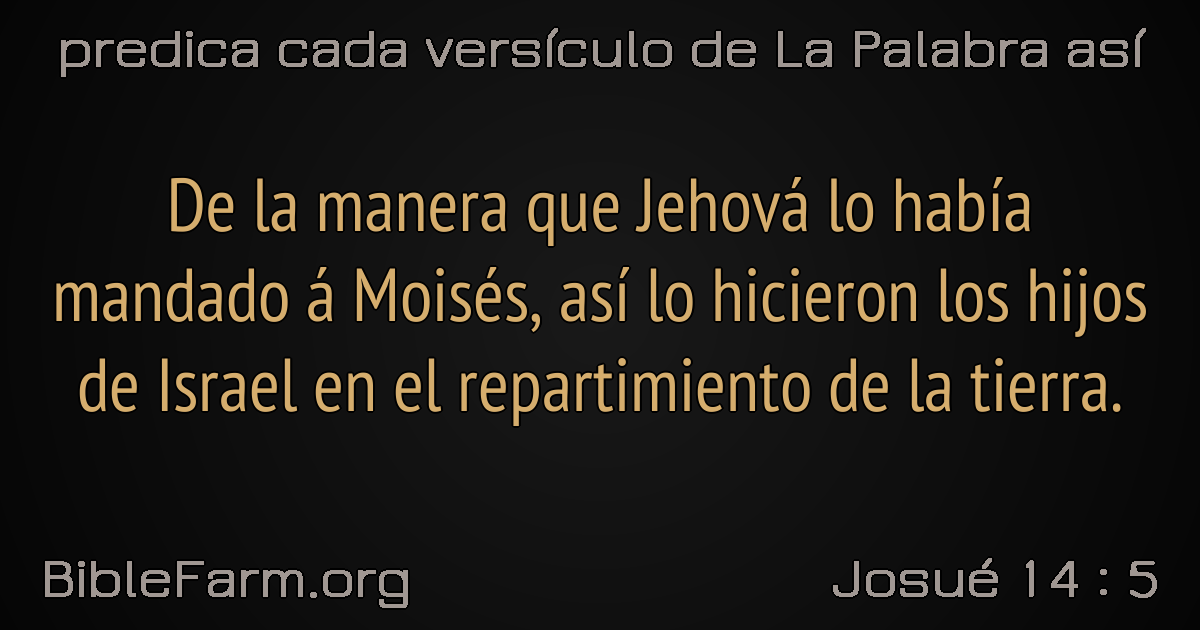 predica cada versículo de La Palabra así
De la manera que Jehová lo había
mandado á Moisés, así lo hicieron los hijos
de Israel en el repartimiento de la tierra.
BibleFarm.org
Josué 14 : 5